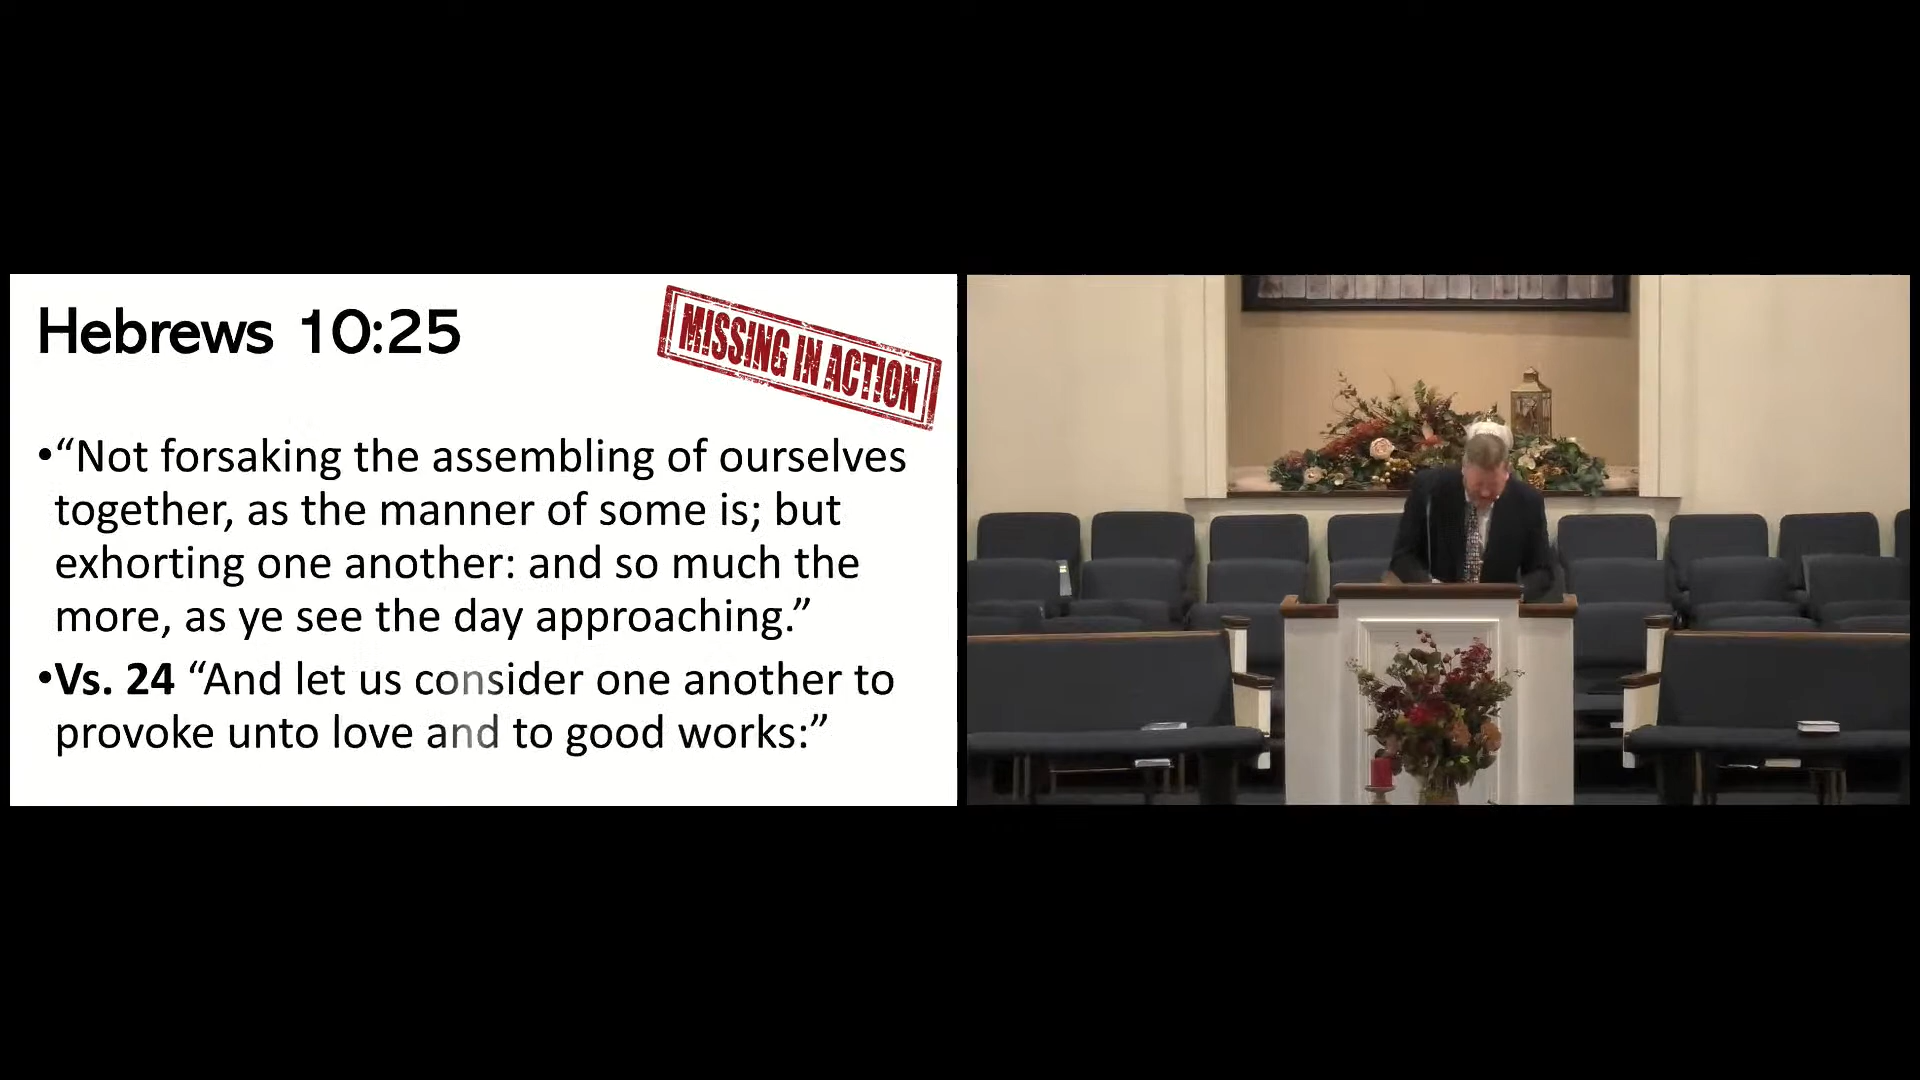 Hebrews 10:25
MISSING IN ACTION
•“Not forsaking the assembling of ourselves
together, as the manner of some is; but
exhorting one another: and so much the
more, as ye see the day approaching.”
•Vs. 24 “And let us consider one another to
provoke unto love and to good works:”